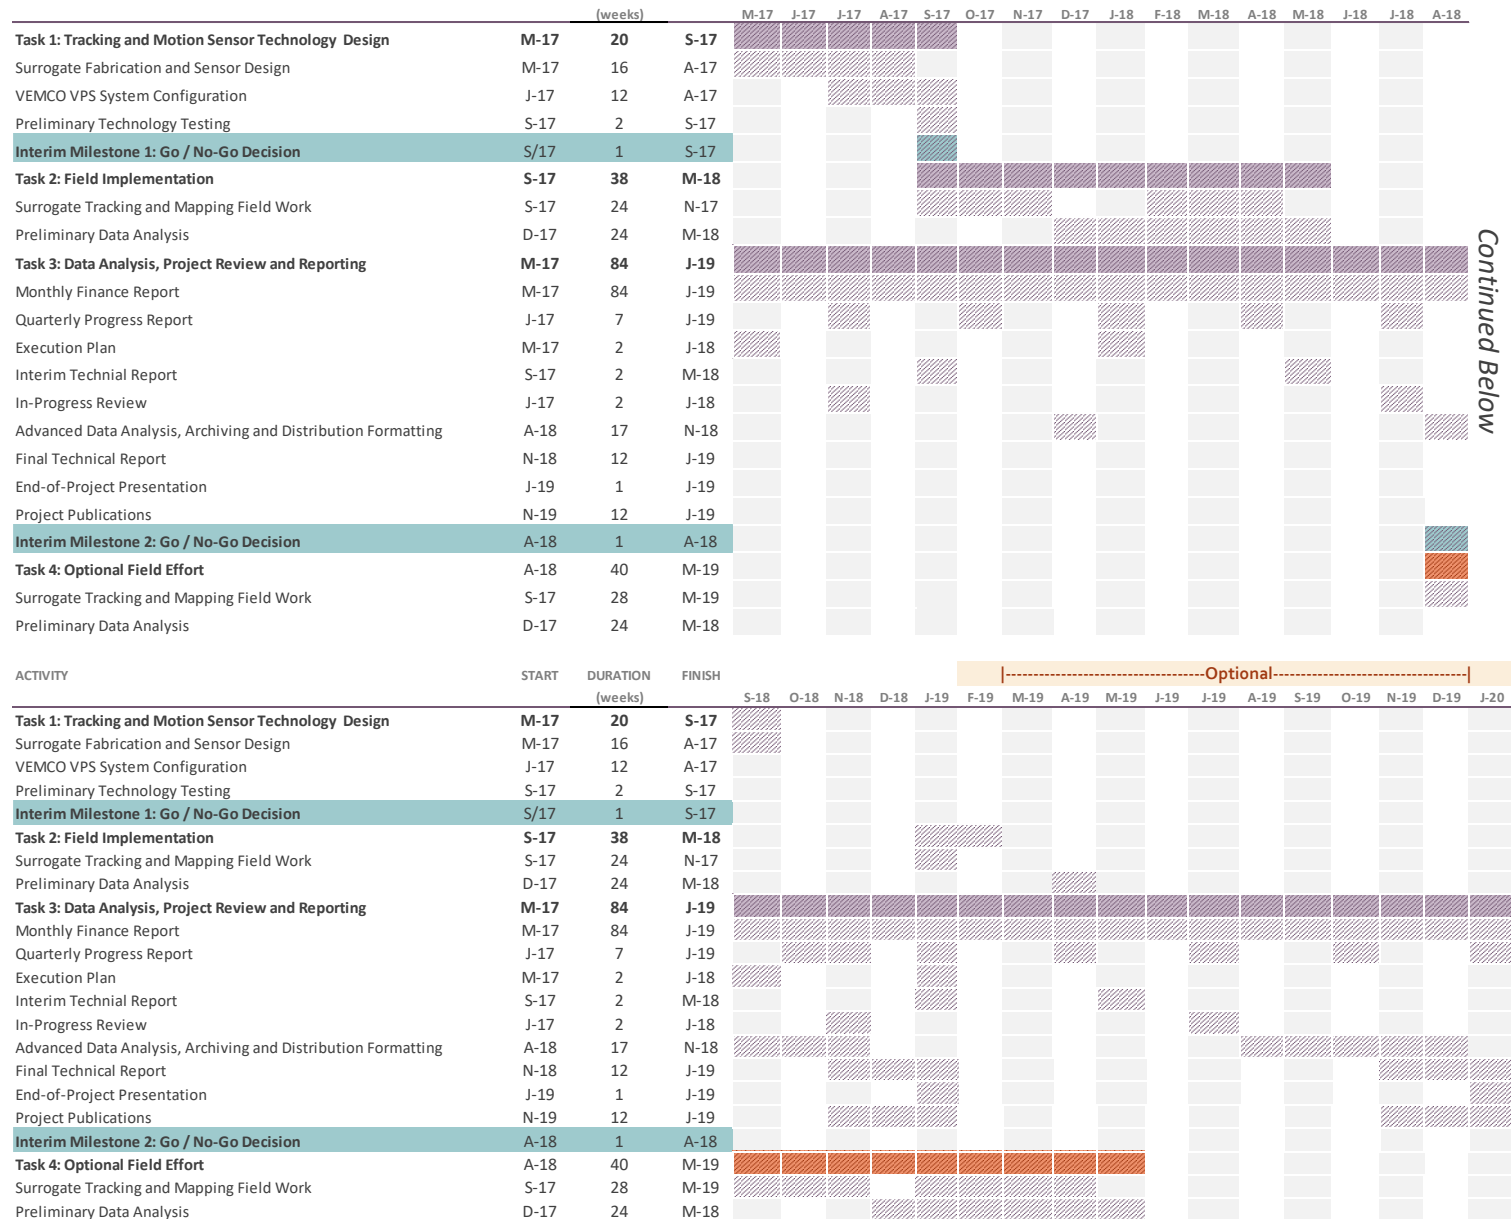 (weeks) M-17 J-17 J-17 A-17 S-17 O-17 N-17 D-17 J-18 F-18 M-18 A-18 M-18 J-18 J-18 A-18
Task 1: Tracking and Motion Sensor Technology Design M-17 20 S-17
Surrogate Fabrication and Sensor Design M-17 16 A-17
VEMCO VPS System Configuration J-17 12 A-17
Preliminary Technology Testing S-17 2 S-17
Interim Milestone 1: Go / No-Go Decision S/17 1 S-17
Task 2: Field Implementation S-17 38 M-18
Surrogate Tracking and Mapping Field Work S-17 24 N-17
Preliminary Data Analysis D-17 24 M-18
Task 3: Data Analysis, Project Review and Reporting M-17 84 J-19
Monthly Finance Report M-17 84 J-19
Quarterly Progress Report J-17 7 J-19
Execution Plan M-17 2 J-18
Interim Technial Report S-17 2 M-18
In-Progress Review J-17 2 J-18
Advanced Data Analysis, Archiving and Distribution Formatting A-18 17 N-18
Final Technical Report N-18 12 J-19
End-of-Project Presentation J-19 1 J-19
Project Publications N-19 12 J-19
Interim Milestone 2: Go / No-Go Decision A-18 1 A-18
Task 4: Optional Field Effort A-18 40 M-19
Surrogate Tracking and Mapping Field Work S-17 28 M-19
Preliminary Data Analysis D-17 24 M-18
Continued Below
ACTIVITY START DURATION FINISH |---Optional---|
(weeks) S-18 O-18 N-18 D-18 J-19 F-19 M-19 A-19 M-19 J-19 J-19 A-19 S-19 O-19 N-19 D-19 J-20
Task 1: Tracking and Motion Sensor Technology Design M-17 20 S-17
Surrogate Fabrication and Sensor Design M-17 16 A-17
VEMCO VPS System Configuration J-17 12 A-17
Preliminary Technology Testing S-17 2 S-17
Interim Milestone 1: Go / No-Go Decision S/17 1 S-17
Task 2: Field Implementation S-17 38 M-18
Surrogate Tracking and Mapping Field Work S-17 24 N-17
Preliminary Data Analysis D-17 24 M-18
Task 3: Data Analysis, Project Review and Reporting M-17 84 J-19
Monthly Finance Report M-17 84 J-19
Quarterly Progress Report J-17 7 J-19
Execution Plan M-17 2 J-18
Interim Technial Report S-17 2 M-18
In-Progress Review J-17 2 J-18
Advanced Data Analysis, Archiving and Distribution Formatting A-18 17 N-18
Final Technical Report N-18 12 J-19
End-of-Project Presentation J-19 1 J-19
Project Publications N-19 12 J-19
Interim Milestone 2: Go / No-Go Decision A-18 1 A-18
Task 4: Optional Field Effort A-18 40 M-19
Surrogate Tracking and Mapping Field Work S-17 28 M-19
Preliminary Data Analysis D-17 24 M-18